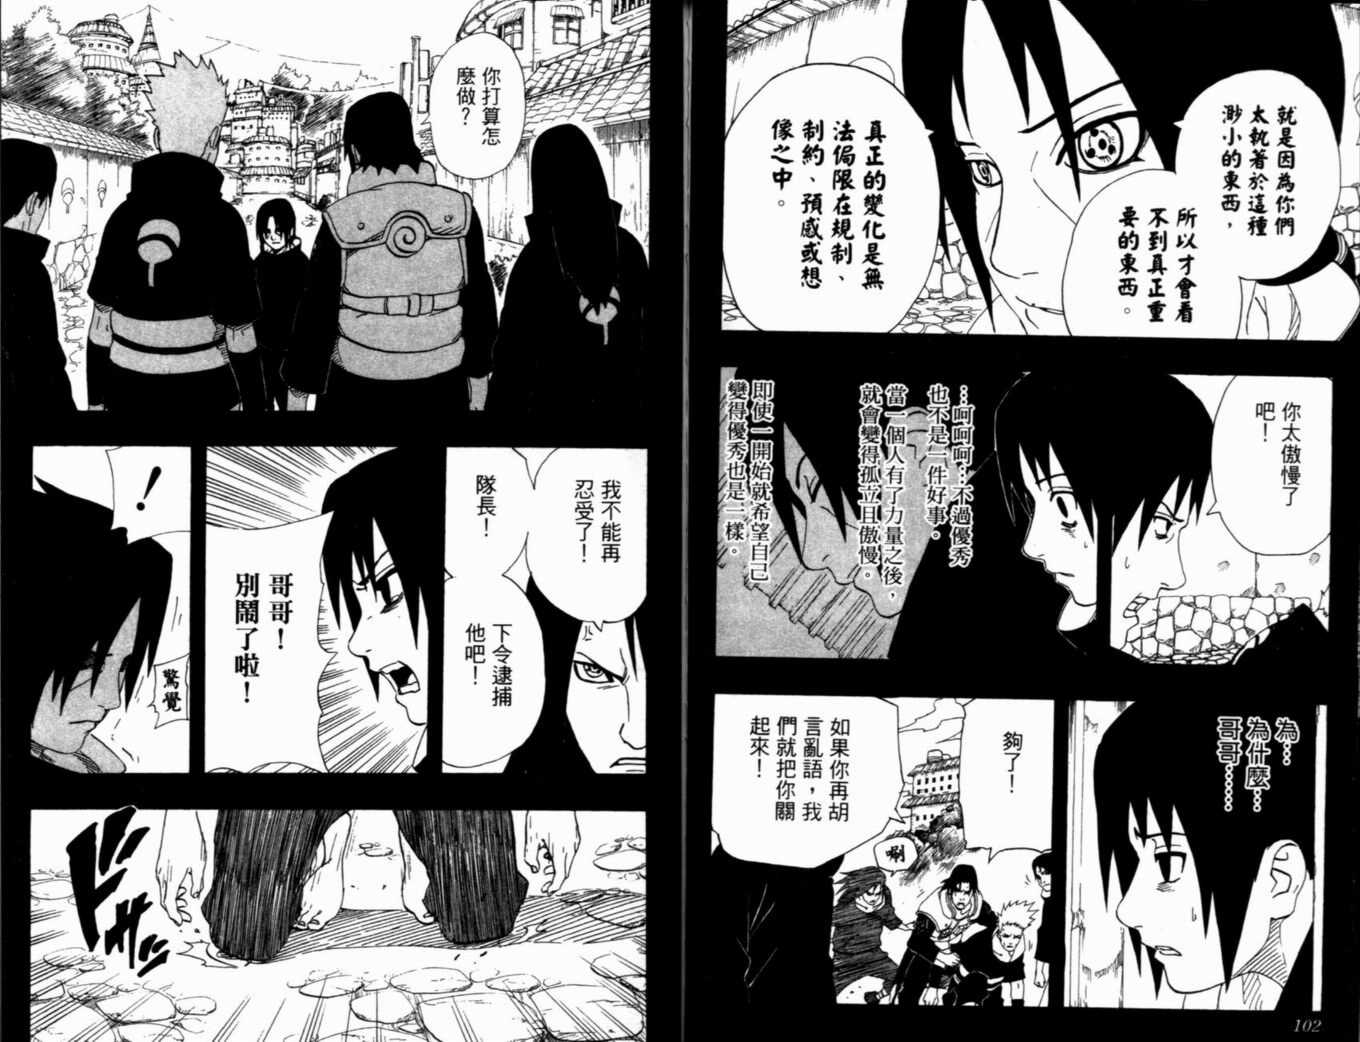 就是因為你們
太執著於這種
渺小的東西，
所以才會看
不到真正重
要的東西。
真正的變化是無
法侷限在規制、
制約、預感或想
像之中。
你太傲慢了
吧！
…呵呵呵…不過優秀
也不是一件好事。
當一個人有了力量之後，
就會變得孤立且傲慢。
即使一開始就希望自己
變得優秀也是一樣。
為…
為什麼…
哥哥……
夠了！
唰
如果你再胡
言亂語，我
們就把你關
起來！
102
你打算怎
麼做？
我不能再
忍受了！
隊長！
下令逮捕
他吧！
哥哥！
別鬧了啦！
！
驚覺
ドサ